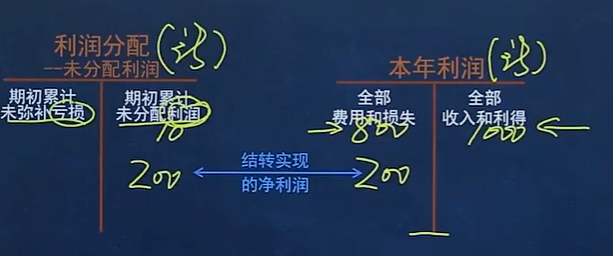 利润分配
--未分配利润
期初累计
未弥补亏损
期初累计
未分配利润
10
200
结转实现
的净利润
本年利润
全部
费用和损失
800
全部
收入和利得
1000
200